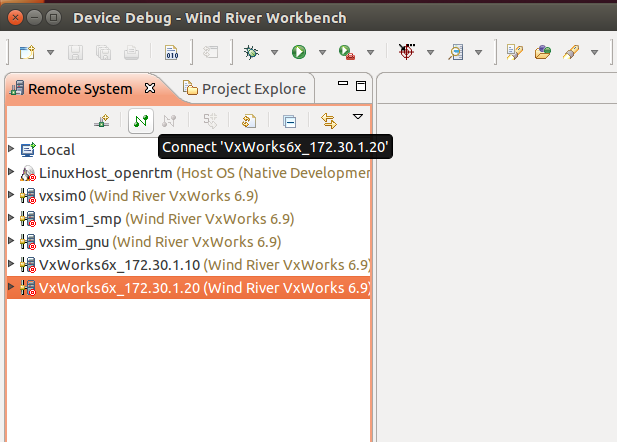 Device Debug - Wind River Workbench
010
Remote System Project Explore
Connect 'VxWorks6x_172.30.1.20'
Local
LinuxHost_openrtm (Host OS (Native Developmen
vxsim0 (Wind River VxWorks 6.9)
vxsim1_smp (Wind River VxWorks 6.9)
vxsim_gnu (Wind River VxWorks 6.9)
VxWorks6x_172.30.1.10 (Wind River VxWorks 6.9)
VxWorks6x_172.30.1.20 (Wind River VxWorks 6.9)